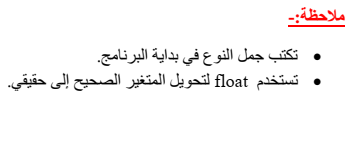 ملاحظة:-
• تكتب جمل النوع في بداية البرنامج.
• تستخدم float لتحويل المتغير الصحيح إلى حقيقي.